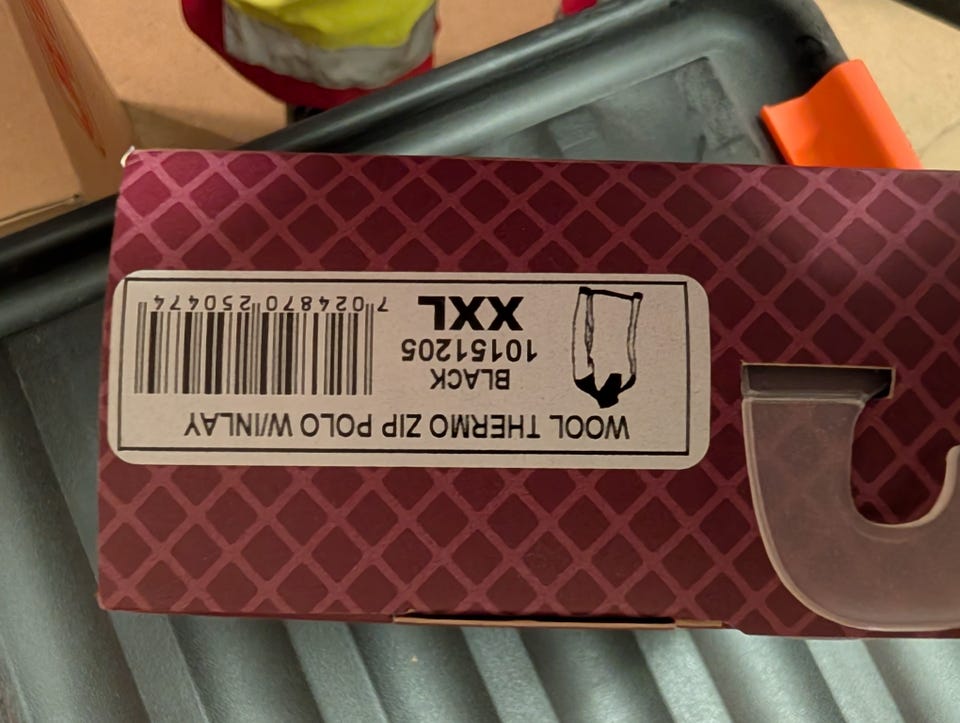 WOOL THERMO ZIP POLO W/INLAY
BLACK
10151205
XXL
7 024870 250474